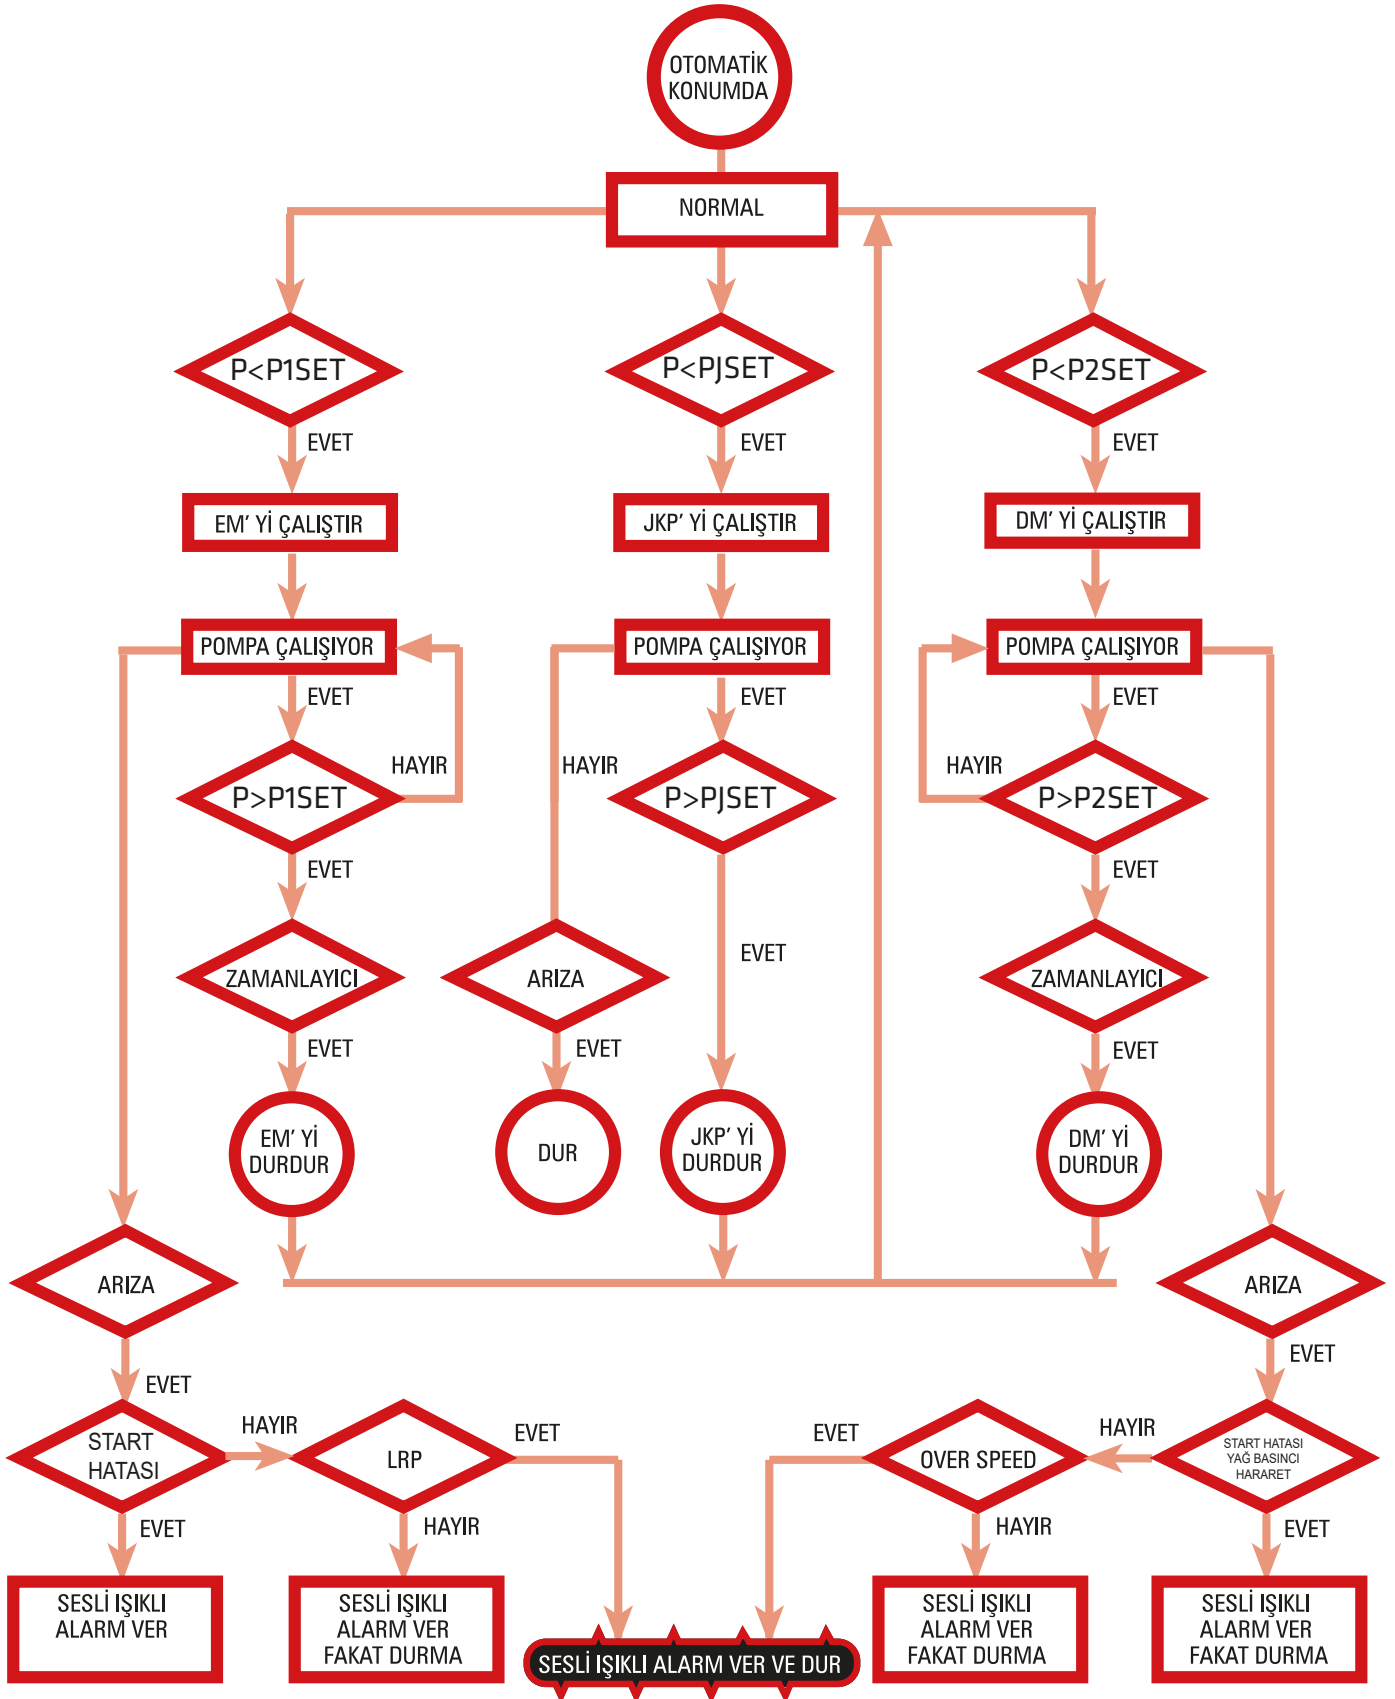 OTOMATİK
KONUMDA
NORMAL
P<P1SET
P<PJSET
P<P2SET
EVET
EVET
EVET
EM' Yİ ÇALIŞTIR
JKP' Yİ ÇALIŞTIR
DM' Yİ ÇALIŞTIR
POMPA ÇALIŞIYOR
POMPA ÇALIŞIYOR
POMPA ÇALIŞIYOR
EVET
EVET
EVET
HAYIR
HAYIR
HAYIR
P>P1SET
P>PJSET
P>P2SET
EVET
EVET
EVET
ZAMANLAYICI
ARIZA
ZAMANLAYICI
EVET
EVET
EVET
EM' Yİ
DURDUR
DUR
JKP' Yİ
DURDUR
DM' Yİ
DURDUR
ARIZA
ARIZA
EVET
EVET
START
HATASI
HAYIR
LRP
EVET
EVET
OVER SPEED
HAYIR
START HATASI
YAĞ BASINCI
HARARET
EVET
HAYIR
HAYIR
EVET
SESLİ IŞIKLI
ALARM VER
SESLİ IŞIKLI
ALARM VER
FAKAT DURMA
SESLİ IŞIKLI ALARM VER VE DUR
SESLİ IŞIKLI
ALARM VER
FAKAT DURMA
SESLİ IŞIKLI
ALARM VER
FAKAT DURMA